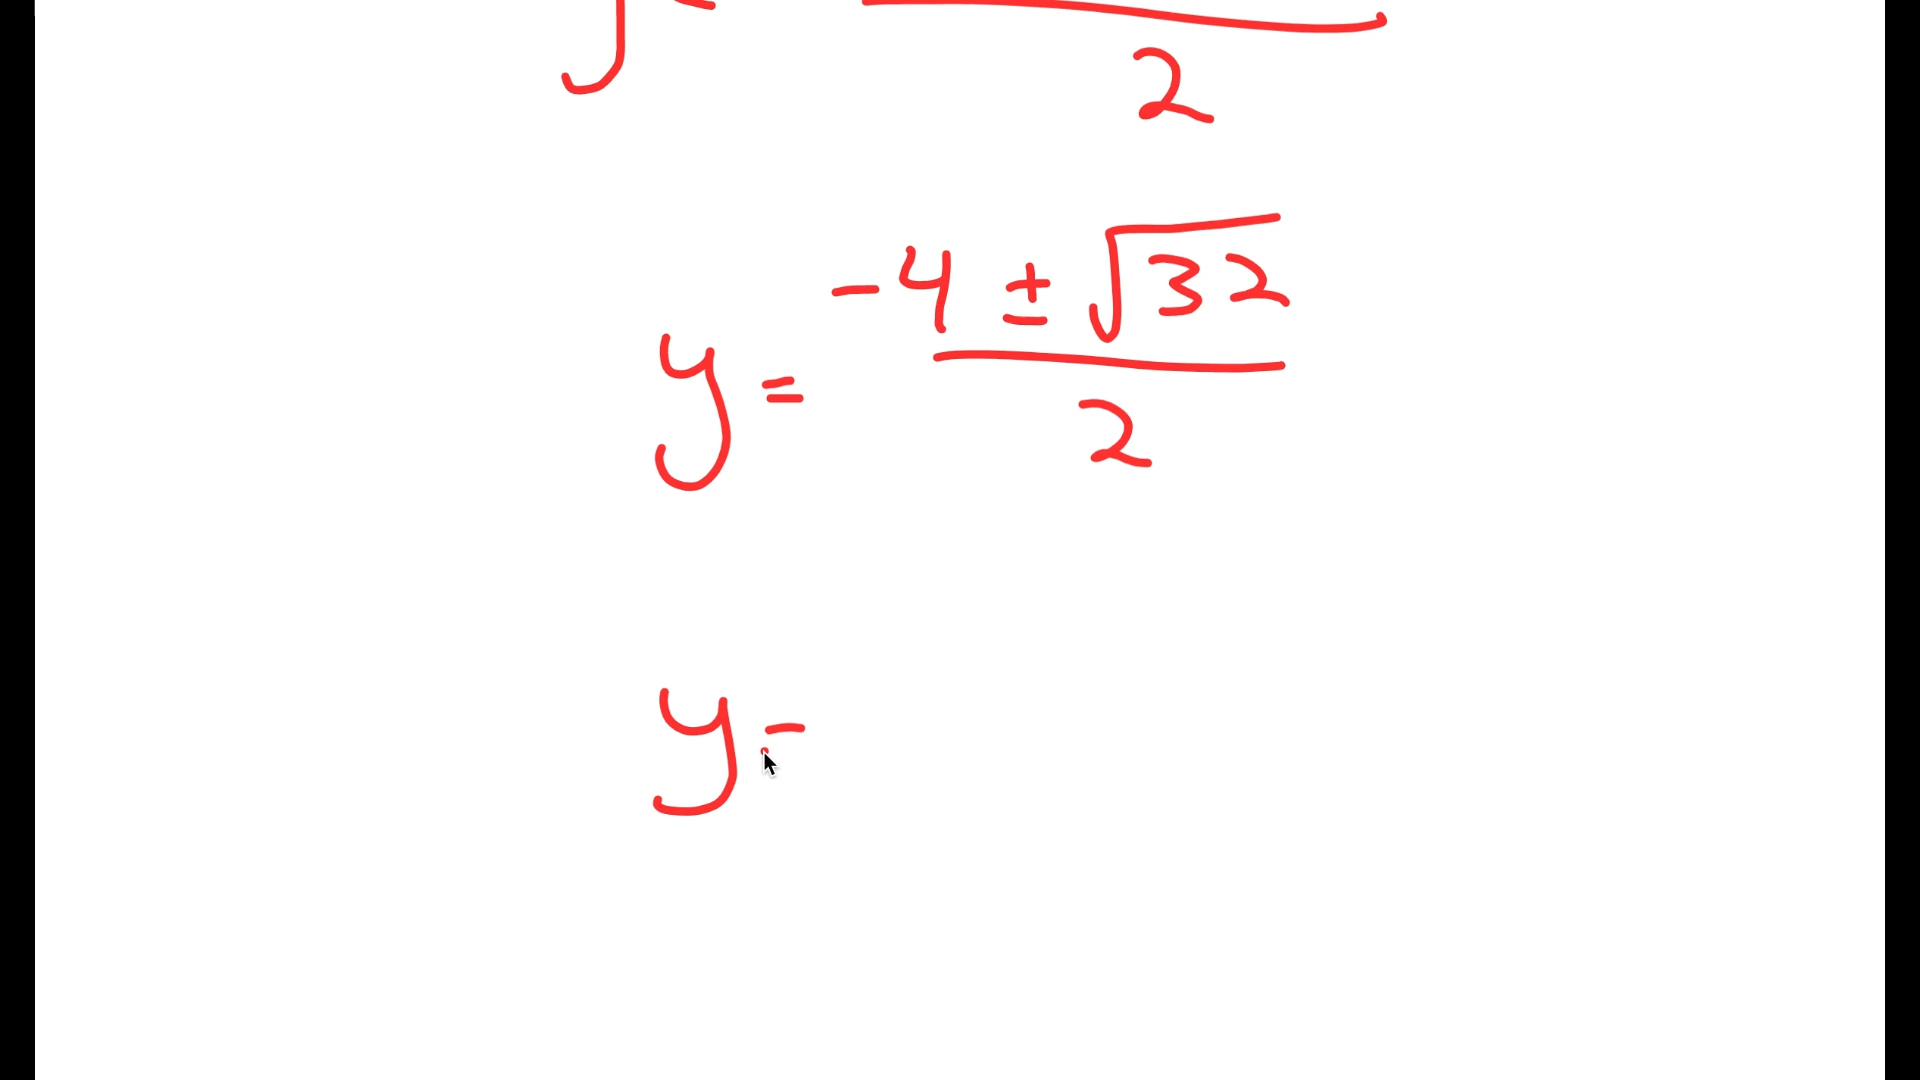 y = 
2
-4 ± √32
y =
2
y -